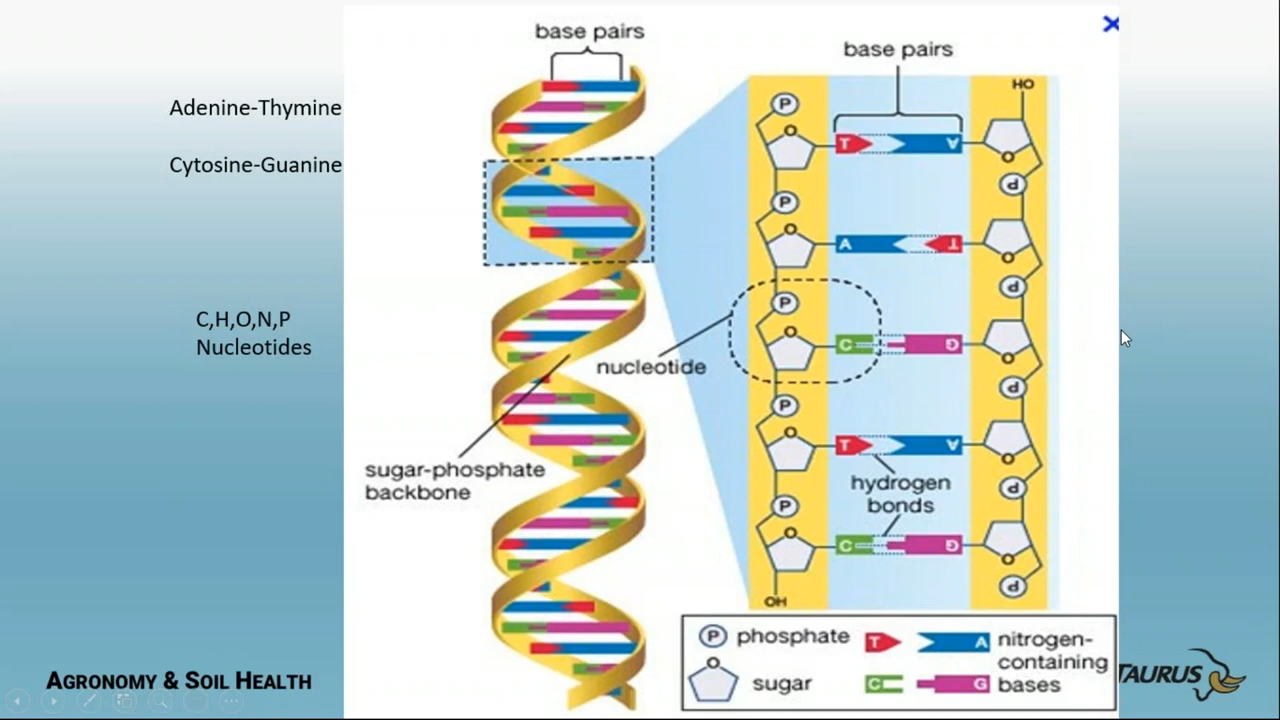 base pairs
Adenine-Thymine
Cytosine-Guanine
C,H,O,N,P
Nucleotides
sugar-phosphate
backbone
nucleotide
base pairs
HO
P
O
T
A
O
P
P
O
A
T
O
P
P
O
C
G
O
P
P
O
T
A
O
P
hydrogen
bonds
P
O
C
G
O
P
OH
P phosphate
O
sugar
T
A
C
G
nitrogen-
containing
bases
AGRONOMY & SOIL HEALTH
TAURUS